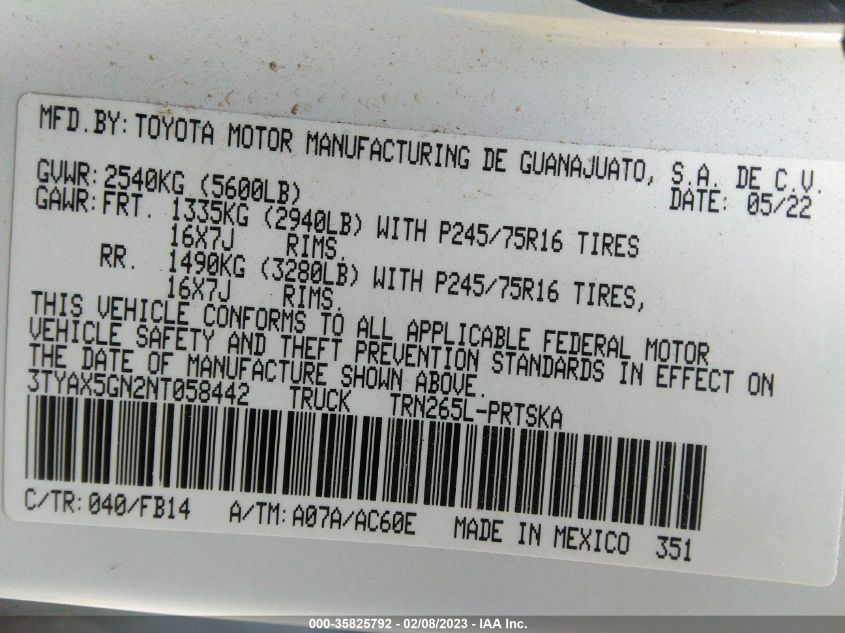 MFD.BY: TOYOTA MOTOR MANUFACTURING DE GUANAJUATO, S.A. DE C.V.
GVWR: 2540KG (5600LB) DATE: 05/22
GAWR: FRT. 1335KG (2940LB) WITH P245/75R16 TIRES
16X7J RIMS.
RR. 1490KG (3280LB) WITH P245/75R16 TIRES,
16X7J RIMS.
THIS VEHICLE CONFORMS TO ALL APPLICABLE FEDERAL MOTOR
VEHICLE SAFETY AND THEFT PREVENTION STANDARDS IN EFFECT ON
THE DATE OF MANUFACTURE SHOWN ABOVE.
3TYAX5GN2NT058442 TRUCK TRN265L-PRTSKA
C/TR: 040/FB14 A/TM: A07A/AC60E MADE IN MEXICO 351
000-35825792 - 02/08/2023 - IAA Inc.